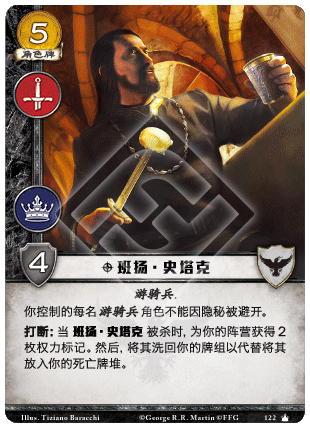 5
角色牌
4
班扬·史塔克
游骑兵.
你控制的每名 游骑兵 角色不能因隐秘被避开。
打断: 当 班扬·史塔克 被杀时, 为你的阵营获得 2
枚权力标记。然后, 将其洗回你的牌组以代替将其
放入你的死亡牌堆。
Illus. Tiziano Baracchi ©George R.R. Martin ©FFG 122